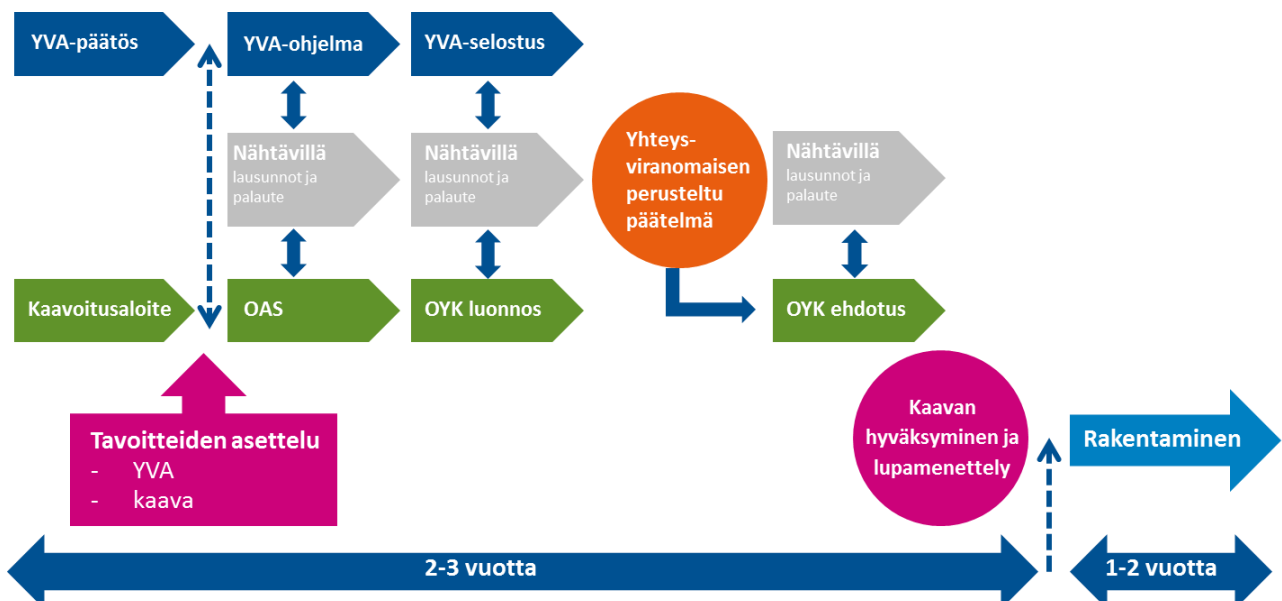 YVA-päätös
YVA-ohjelma
YVA-selostus
Nähtävillä
lausunnot ja
palaute
Nähtävillä
lausunnot ja
palaute
Yhteys-
viranomaisen
perusteltu
päätelmä
Nähtävillä
lausunnot ja
palaute
Kaavoitusaloite
OAS
OYK luonnos
OYK ehdotus
Tavoitteiden asettelu
- YVA
- kaava
Kaavan
hyväksyminen ja
lupamenettely
Rakentaminen
2-3 vuotta
1-2 vuotta